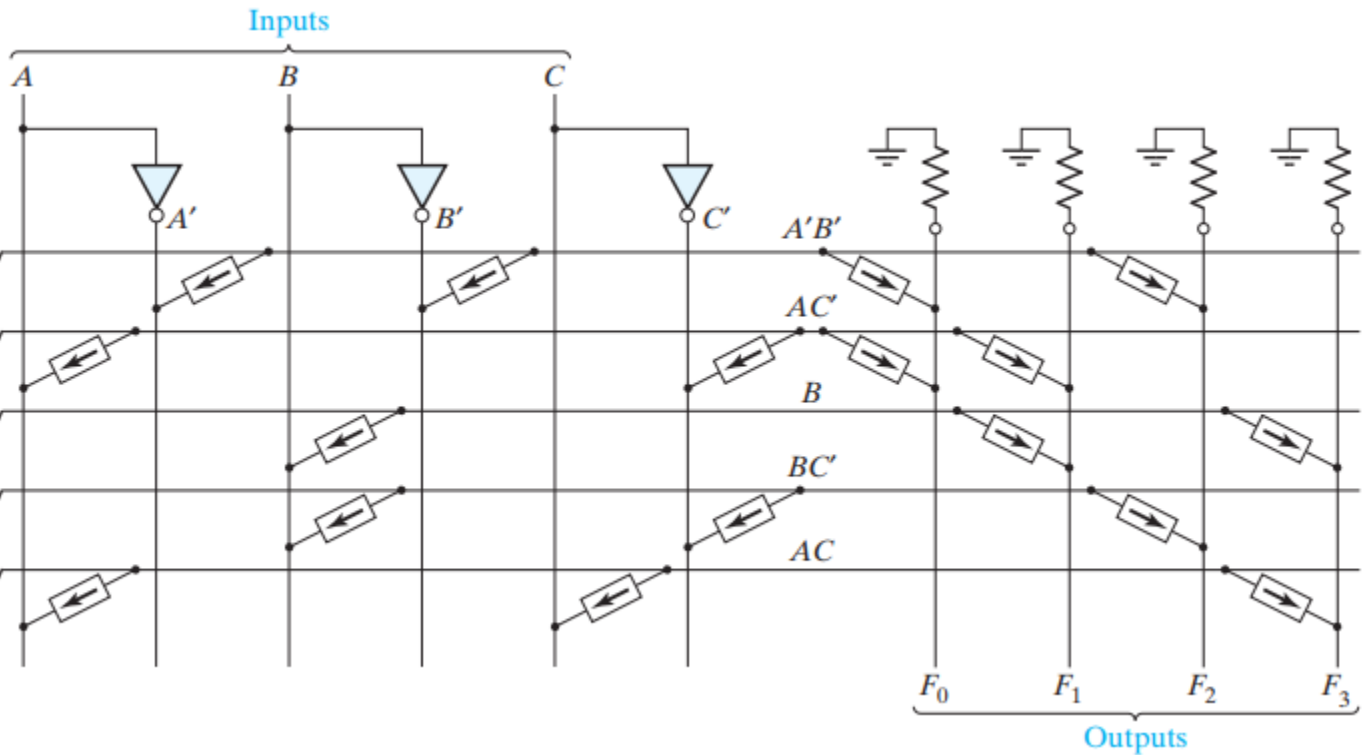 Inputs
A B C
A′ B′ C′ A′B′
AC′
B
BC′
AC
F₀ F₁ F₂ F₃
Outputs